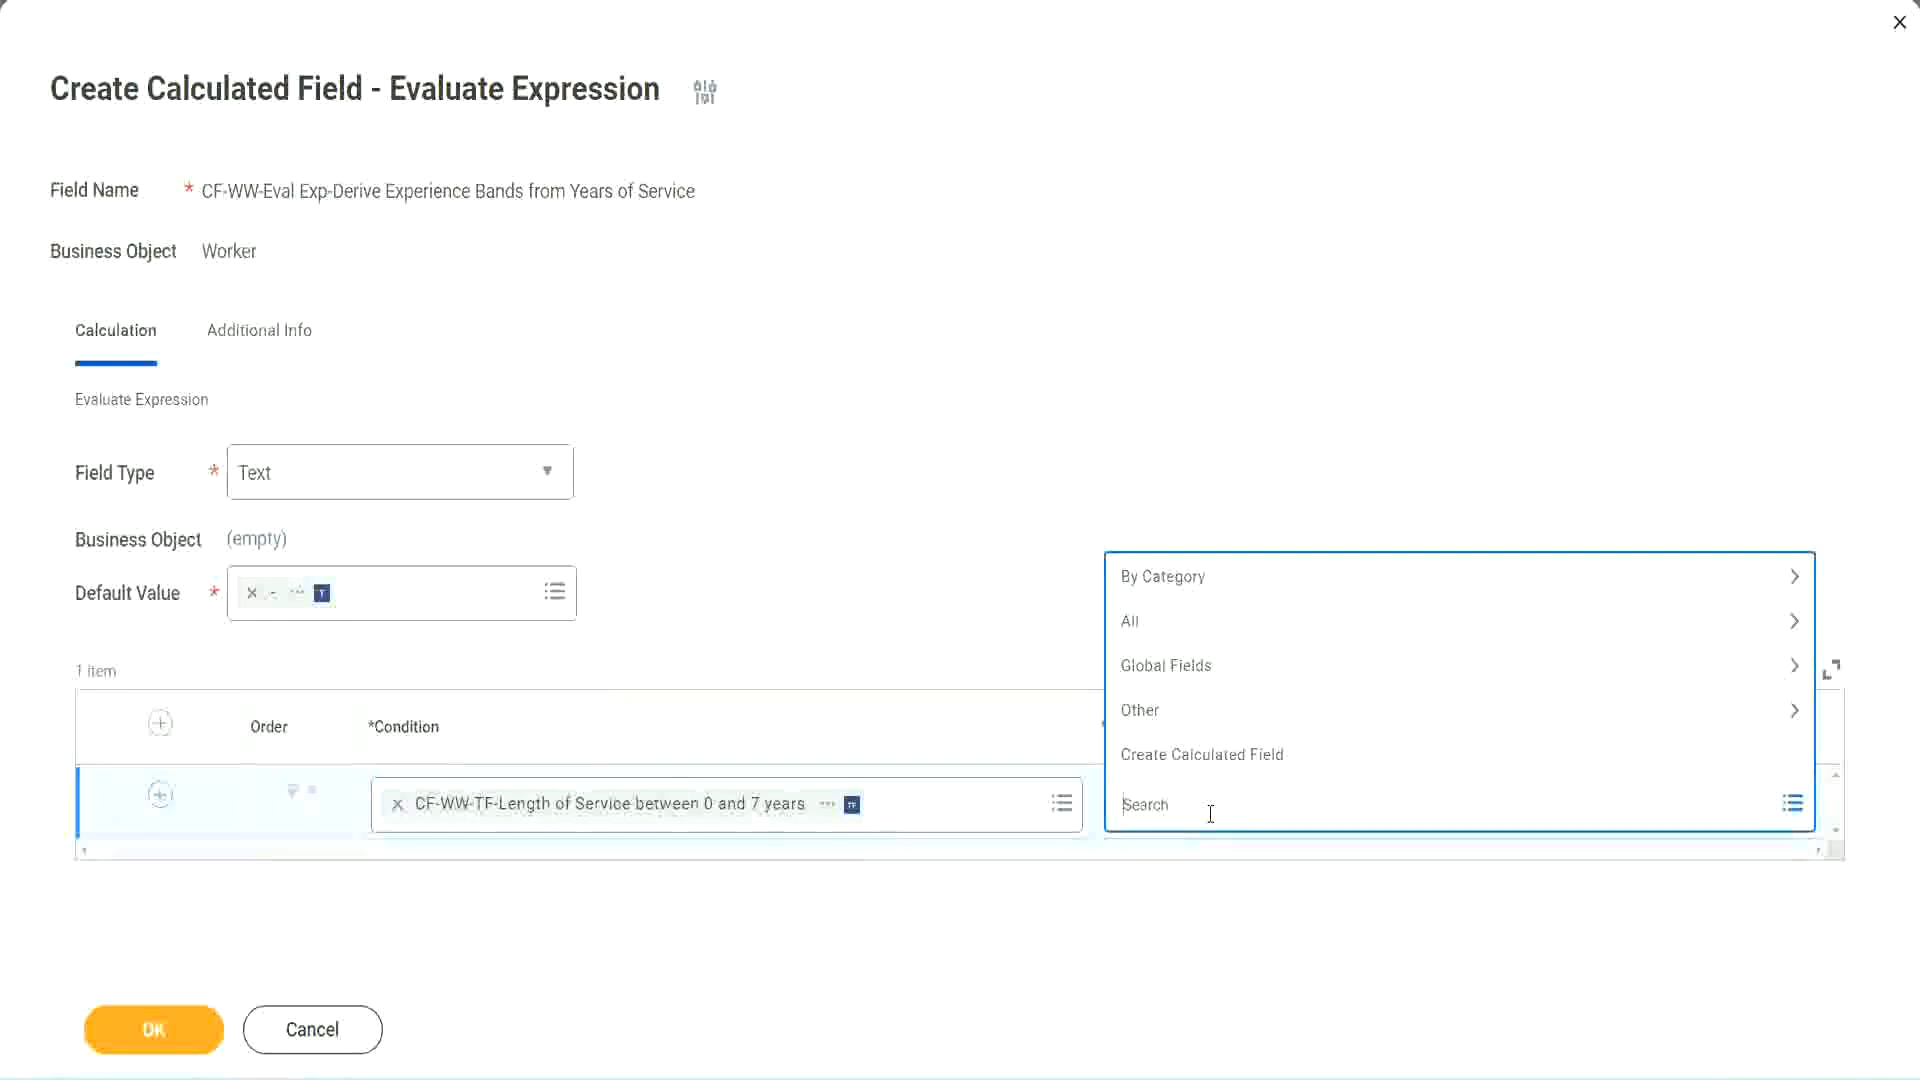 Create Calculated Field - Evaluate Expression
Field Name * CF-WW-Eval Exp-Derive Experience Bands from Years of Service
Business Object Worker
Calculation Additional Info
Evaluate Expression
Field Type * Text
Business Object (empty)
Default Value * -
T
1 item
Order *Condition
CF-WW-TF-Length of Service between 0 and 7 years
TF
By Category
All
Global Fields
Other
Create Calculated Field
Search
OK Cancel